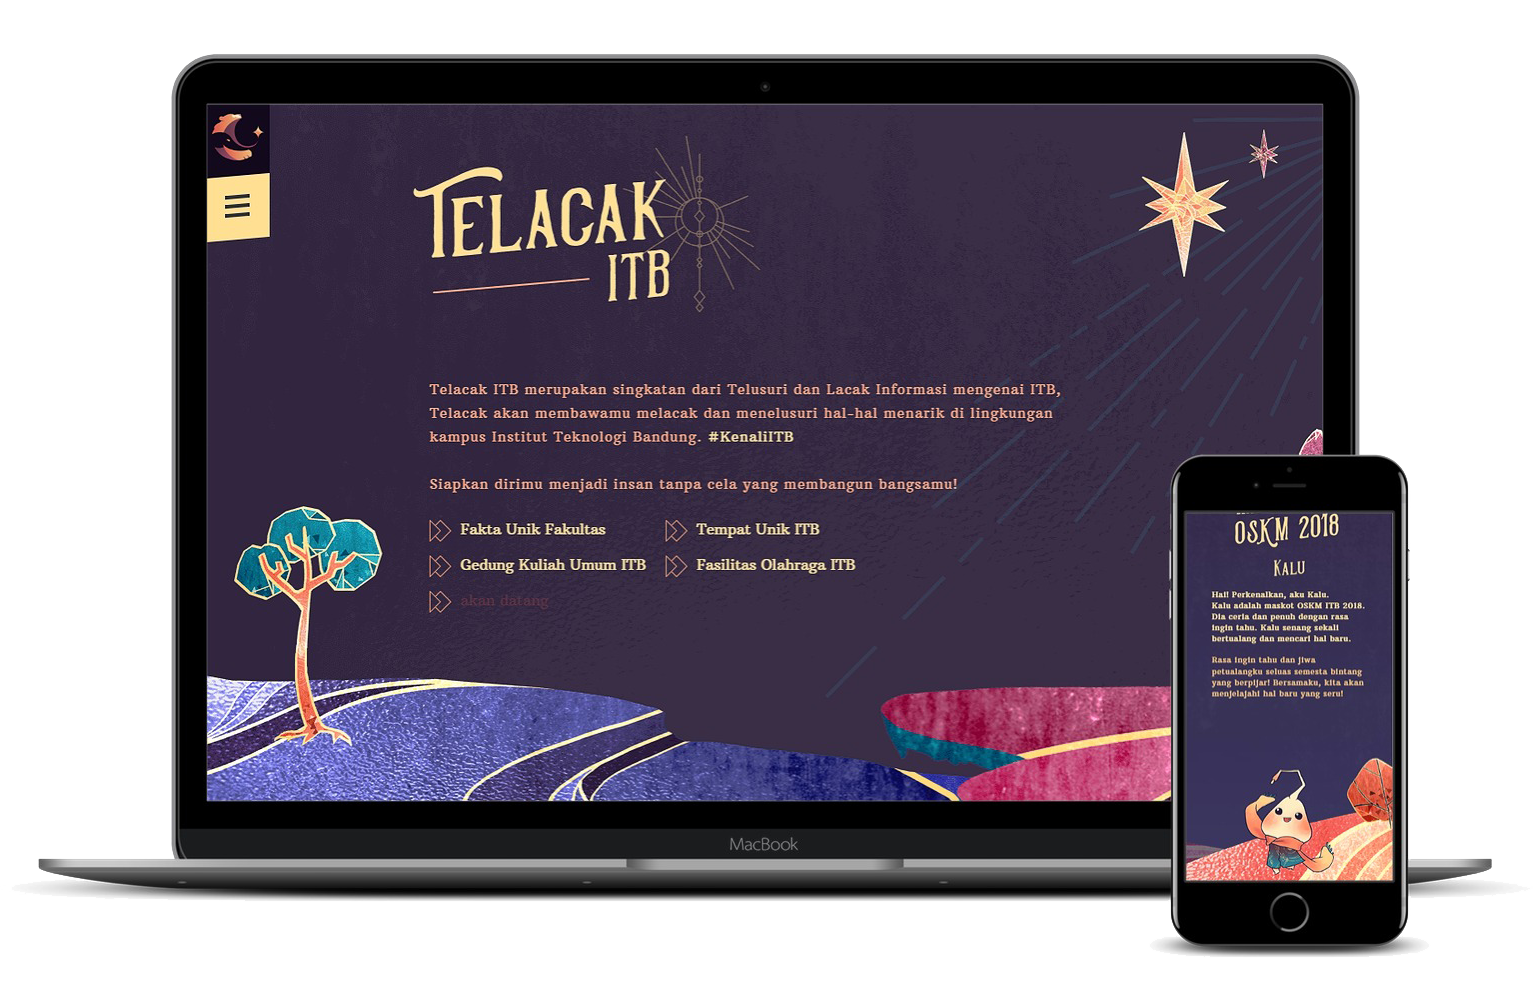 TELACAK
ITB
Telacak ITB merupakan singkatan dari Telusuri dan Lacak Informasi mengenai ITB,
Telacak akan membawamu melacak dan menelusuri hal-hal menarik di lingkungan
kampus Institut Teknologi Bandung. #KenaliITB
Siapkan dirimu menjadi insan tanpa cela yang membangun bangsamu!
Fakta Unik Fakultas
Tempat Unik ITB
Gedung Kuliah Umum ITB
Fasilitas Olahraga ITB
akan datang
MacBook
OSKM 2018
KALU
Hai! Perkenalkan, aku Kalu.
Kalu adalah maskot OSKM ITB 2018.
Dia ceria dan penuh dengan rasa
ingin tahu. Kalu senang sekali
bertualang dan mencari hal baru.
Rasa ingin tahu dan jiwa
petualangku seluas semesta bintang
yang berpijar! Bersamaku, kita akan
menjelajahi hal baru yang seru!